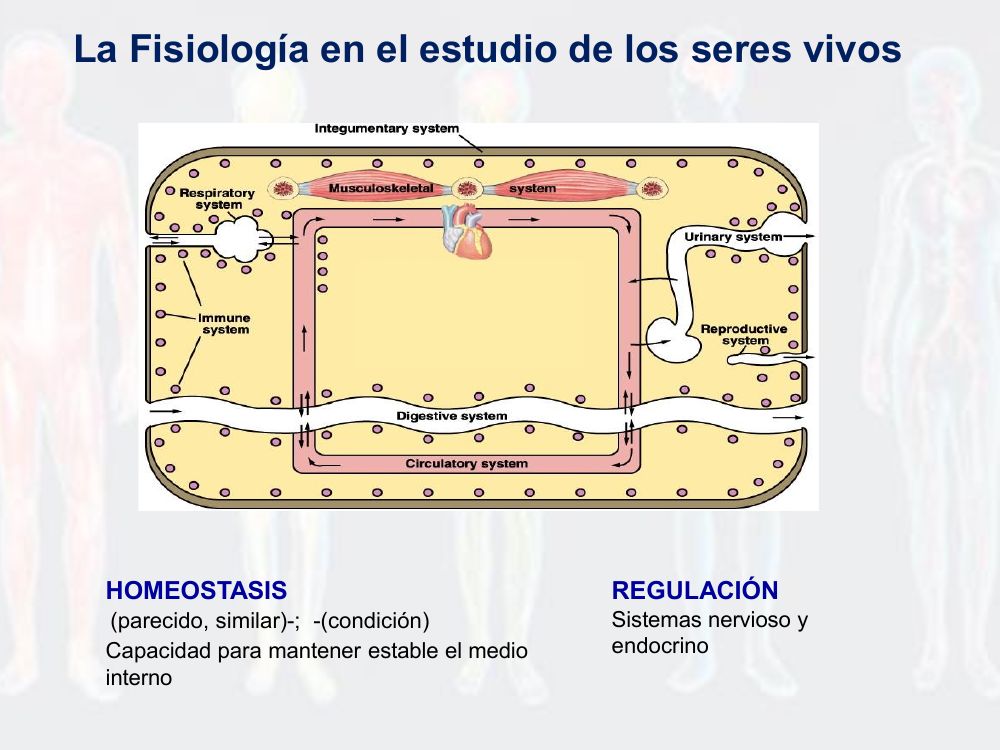 La Fisiología en el estudio de los seres vivos
Integumentary system
Respiratory
system
Musculoskeletal system
Urinary system
Immune
system
Reproductive
system
Digestive system
Circulatory system
HOMEOSTASIS
(parecido, similar)-;  -(condición)
Capacidad para mantener estable el medio
interno
REGULACIÓN
Sistemas nervioso y
endocrino